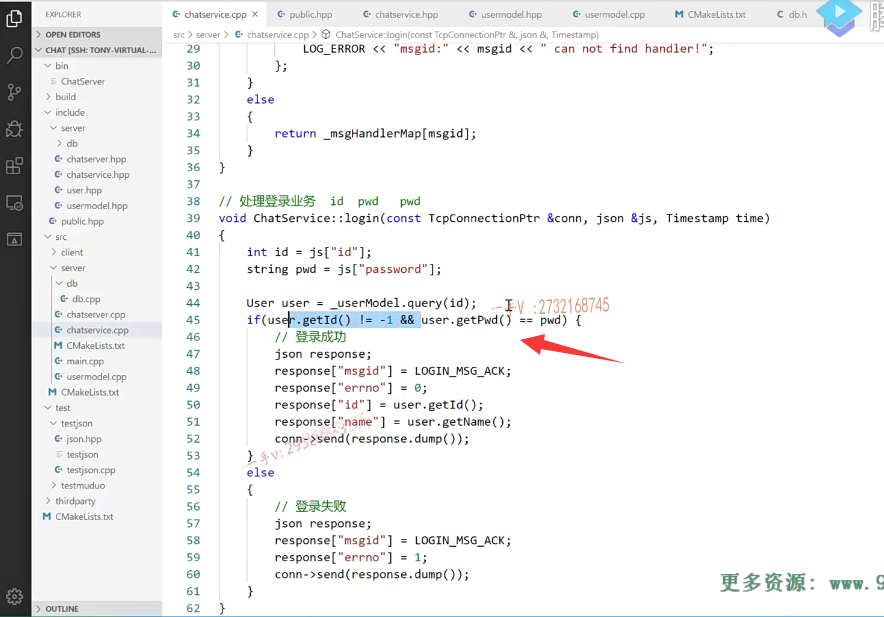 EXPLORER
chatservice.cpp ×
public.hpp
chatservice.hpp
usermodel.hpp
usermodel.cpp
CMakeLists.txt
db.h
OPEN EDITORS
CHAT [SSH: TONY-VIRTUAL-...
bin
ChatServer
build
include
server
db
chatserver.hpp
chatservice.hpp
user.hpp
usermodel.hpp
public.hpp
src
client
server
db
db.cpp
chatserver.cpp
chatservice.cpp
CMakeLists.txt
main.cpp
usermodel.cpp
CMakeLists.txt
test
testjson
json.hpp
testjson
testjson.cpp
testmuduo
thirdparty
CMakeLists.txt
OUTLINE
src > server > chatservice.cpp > ChatService::login(const TcpConnectionPtr &, json &, Timestamp)
29 LOG_ERROR << "msgid:" << msgid << " can not find handler!";
30 };
31 }
32 else
33 {
34 return _msgHandlerMap[msgid];
35 }
36 }
37
38 // 处理登录业务 id pwd pwd
39 void ChatService::login(const TcpConnectionPtr &conn, json &js, Timestamp time)
40 {
41 int id = js["id"];
42 string pwd = js["password"];
43
44 User user = _userModel.query(id);
45 if(user.getId() != -1 && user.getPwd() == pwd) {
46 // 登录成功
47 json response;
48 response["msgid"] = LOGIN_MSG_ACK;
49 response["errno"] = 0;
50 response["id"] = user.getId();
51 response["name"] = user.getName();
52 conn->send(response.dump());
53 }
54 else
55 {
56 // 登录失败
57 json response;
58 response["msgid"] = LOGIN_MSG_ACK;
59 response["errno"] = 1;
60 conn->send(response.dump());
61 }
62 }
一手V :2732168745
更多资源: www.